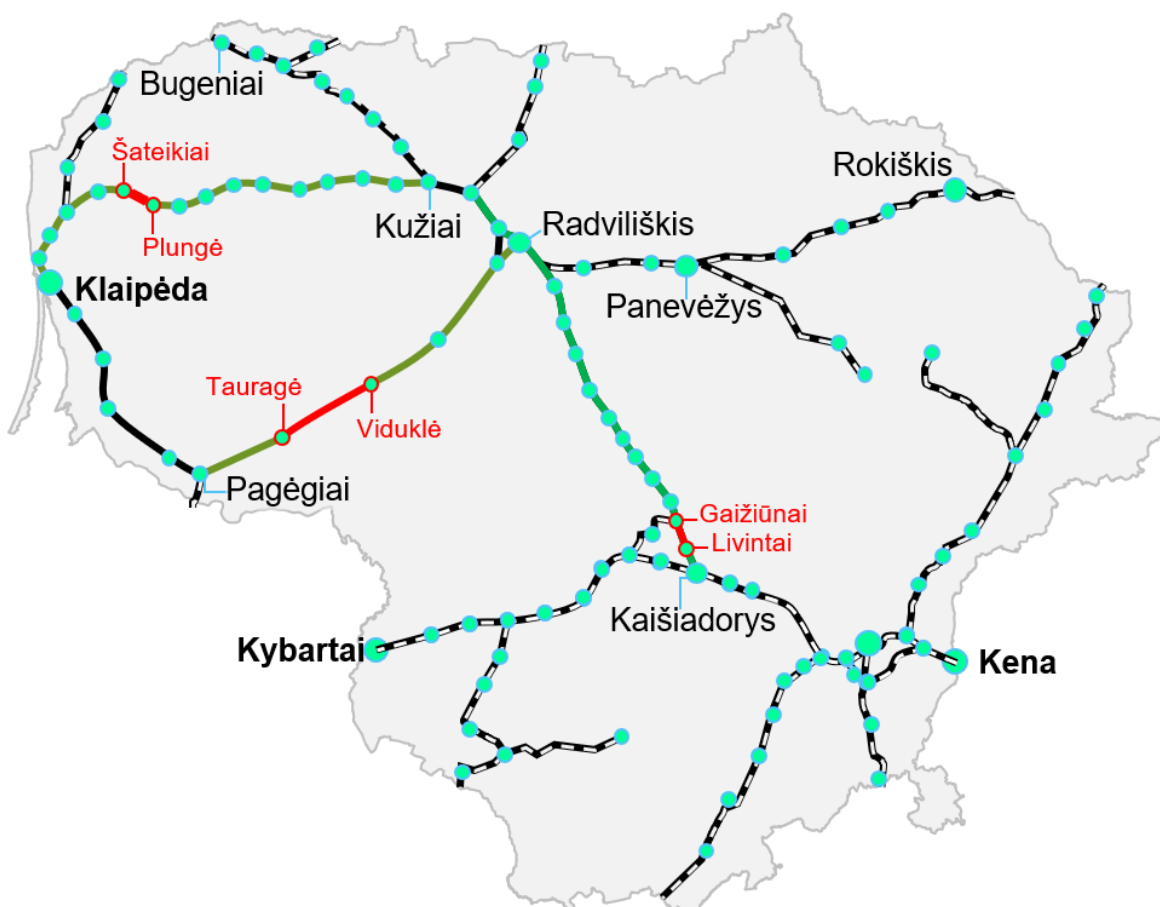 Bugeniai
Šateikiai
Rokiškis
Kužiai
Radviliškis
Plungė
Klaipėda
Panevėžys
Tauragė
Viduklė
Pagėgiai
Gaižiūnai
Livintai
Kaišiadorys
Kybartai
Kena